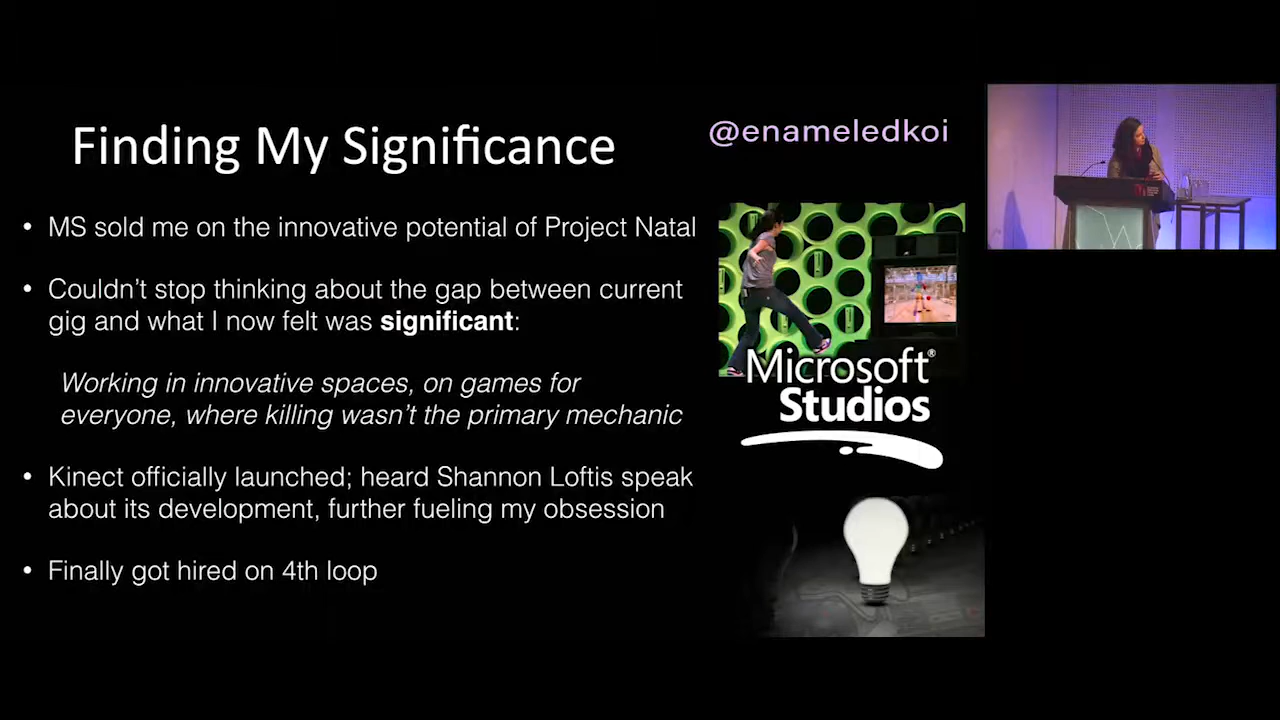 Finding My Significance
@enameledkoi
• MS sold me on the innovative potential of Project Natal
• Couldn’t stop thinking about the gap between current
gig and what I now felt was significant:
Working in innovative spaces, on games for
everyone, where killing wasn’t the primary mechanic
• Kinect officially launched; heard Shannon Loftis speak
about its development, further fueling my obsession
• Finally got hired on 4th loop
Microsoft®
Studios